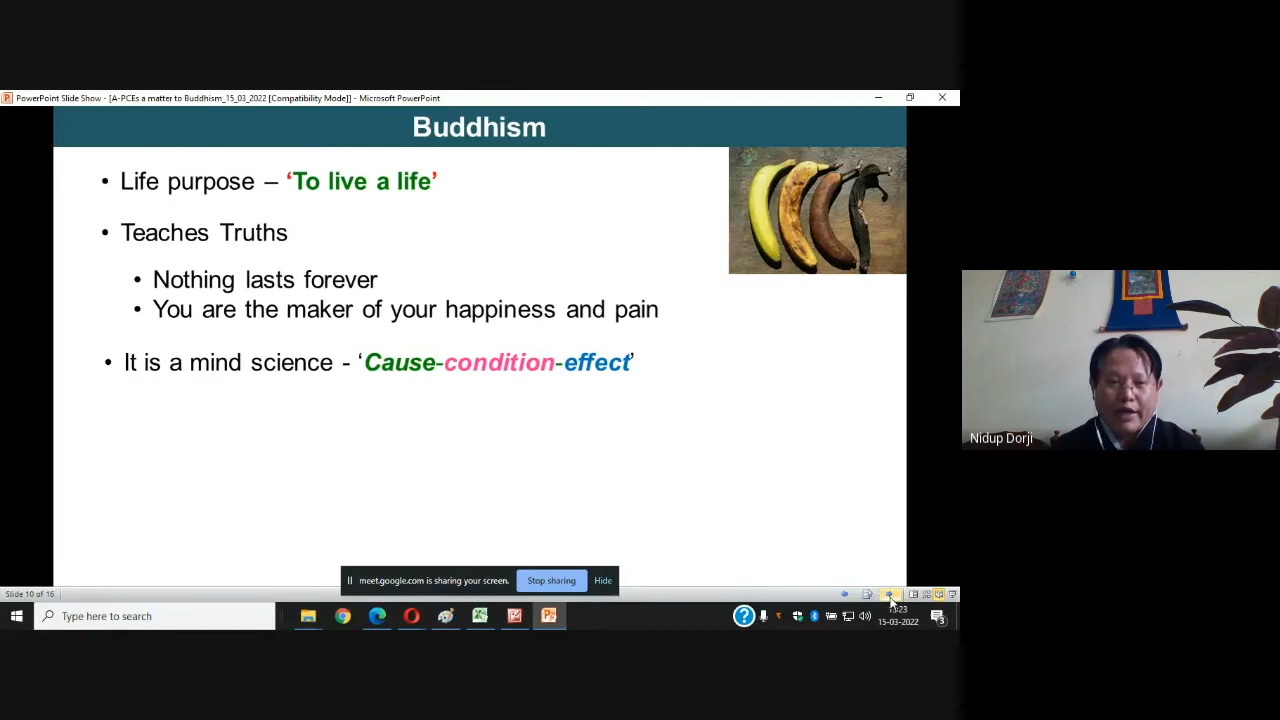 PowerPoint Slide Show - [A-PCEs a matter to Buddhism_15_03_2022 [Compatibility Mode]] - Microsoft PowerPoint
Buddhism
• Life purpose – ‘To live a life’
• Teaches Truths
• Nothing lasts forever
• You are the maker of your happiness and pain
• It is a mind science - ‘Cause-condition-effect’
Nidup Dorji
meet.google.com is sharing your screen. Stop sharing Hide
Slide 10 of 16
Type here to search
13:23
15-03-2022
3